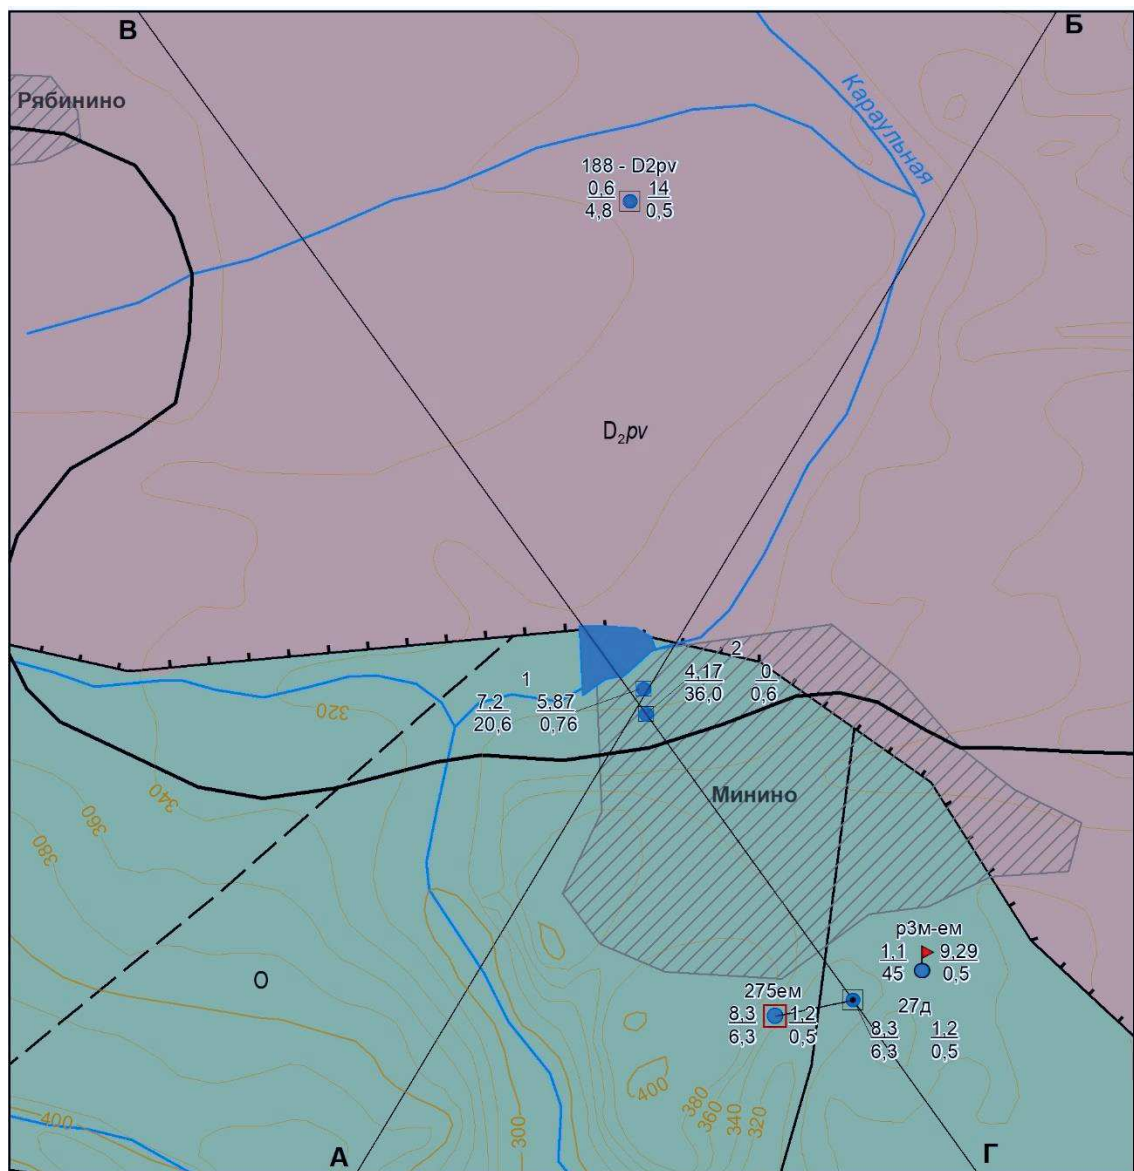 В
Б
Рябинино
Караульная
188 - D2pv
0,6 14
4,8 0,5
D₂pv
2
4,17 0
36,0 0,6
1
7,2 5,87
20,6 0,76
320
340
360
380
Минино
р3м-ем
1,1 9,29
45 0,5
О
275ем
8,3 1,2
6,3 0,5
27д
8,3 1,2
6,3 0,5
400
400
380
360
340
320
300
А
Г